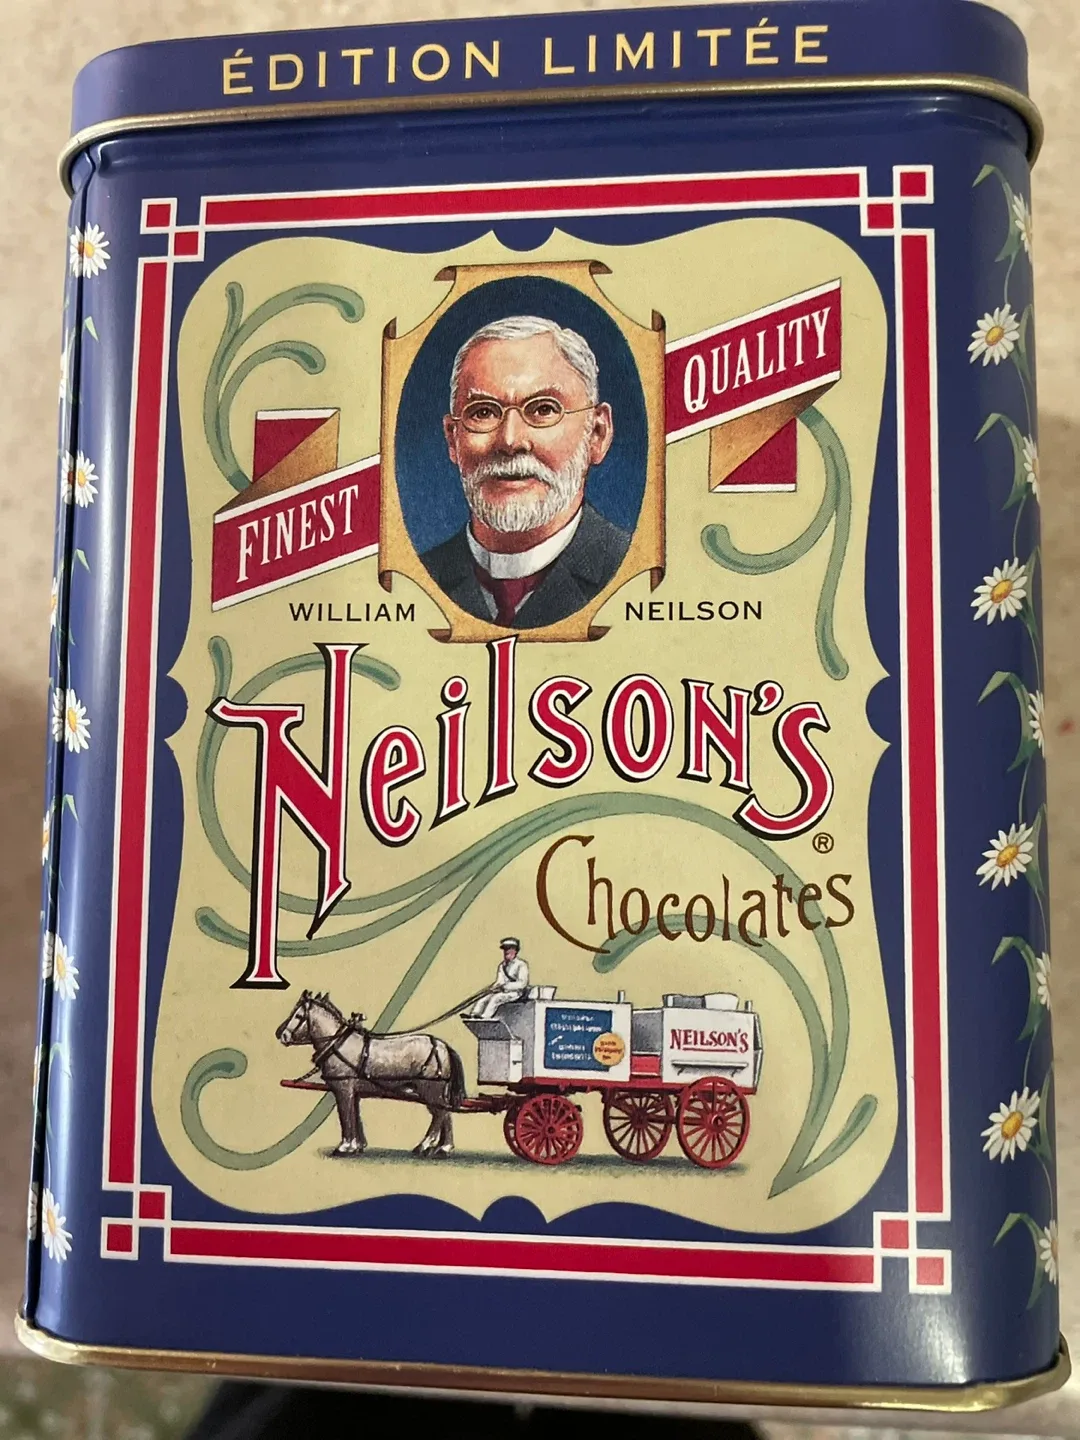 ÉDITION LIMITÉE
FINEST QUALITY
WILLIAM NEILSON
Neilson's®
Chocolates
NEILSON'S